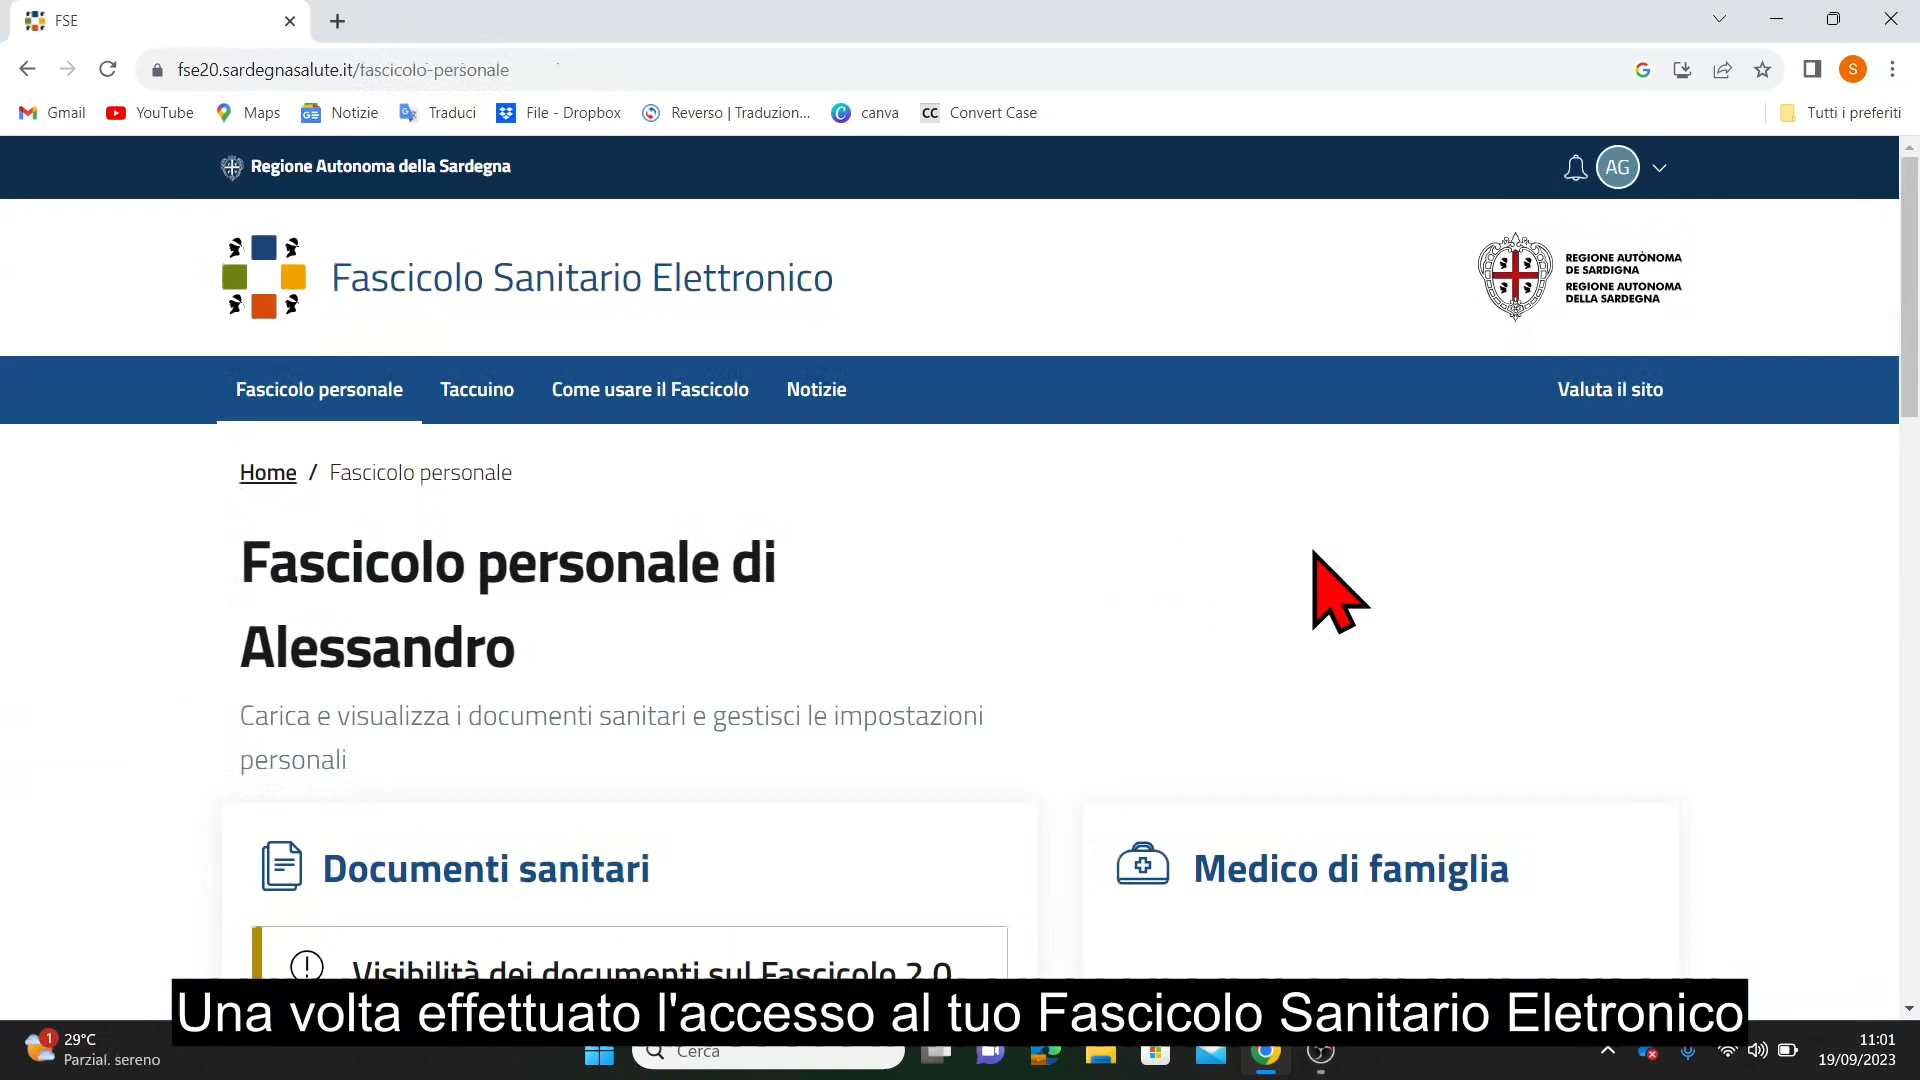 FSE
fse20.sardegnasalute.it/fascicolo-personale
S
Gmail
YouTube
Maps
Notizie
Traduci
File - Dropbox
Reverso | Traduzion...
canva
CC Convert Case
Tutti i preferiti
Regione Autonoma della Sardegna
AG
Fascicolo Sanitario Elettronico
REGIONE AUTÒNOMA
DE SARDIGNA
REGIONE AUTONOMA
DELLA SARDEGNA
Fascicolo personale
Taccuino
Come usare il Fascicolo
Notizie
Valuta il sito
Home / Fascicolo personale
Fascicolo personale di
Alessandro
Carica e visualizza i documenti sanitari e gestisci le impostazioni
personali
Documenti sanitari
Medico di famiglia
Visibilità dei documenti sul Fascicolo 2.0
Una volta effettuato l'accesso al tuo Fascicolo Sanitario Eletronico
1
29°C
Parzial. sereno
Cerca
11:01
19/09/2023